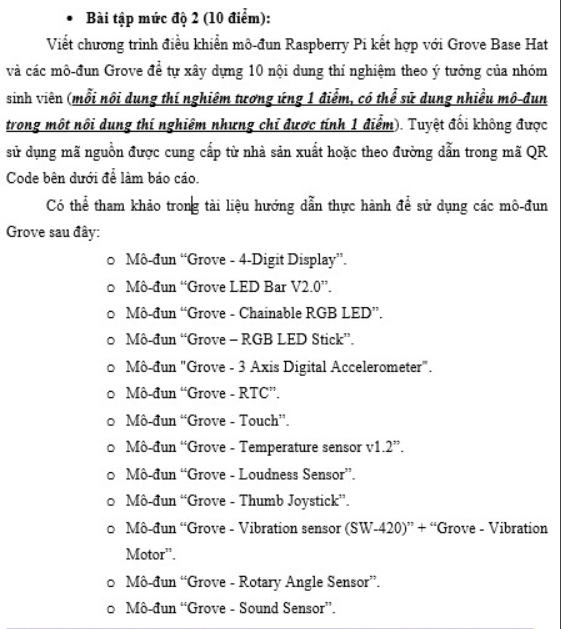 • Bài tập mức độ 2 (10 điểm):
Viết chương trình điều khiển mô-đun Raspberry Pi kết hợp với Grove Base Hat
và các mô-đun Grove để tự xây dựng 10 nội dung thí nghiệm theo ý tưởng của nhóm
sinh viên (mỗi nội dung thí nghiệm tương ứng 1 điểm, có thể sử dụng nhiều mô-đun
trong một nội dung thí nghiệm nhưng chỉ được tính 1 điểm). Tuyệt đối không được
sử dụng mã nguồn được cung cấp từ nhà sản xuất hoặc theo đường dẫn trong mã QR
Code bên dưới để làm báo cáo.
Có thể tham khảo trong tài liệu hướng dẫn thực hành để sử dụng các mô-đun
Grove sau đây:
o Mô-đun “Grove - 4-Digit Display”.
o Mô-đun “Grove LED Bar V2.0”.
o Mô-đun “Grove - Chainable RGB LED”.
o Mô-đun “Grove – RGB LED Stick”.
o Mô-đun "Grove - 3 Axis Digital Accelerometer".
o Mô-đun “Grove - RTC”.
o Mô-đun “Grove - Touch”.
o Mô-đun “Grove - Temperature sensor v1.2”.
o Mô-đun “Grove - Loudness Sensor”.
o Mô-đun “Grove - Thumb Joystick”.
o Mô-đun “Grove - Vibration sensor (SW-420)” + “Grove - Vibration
Motor”.
o Mô-đun “Grove - Rotary Angle Sensor”.
o Mô-đun “Grove - Sound Sensor”.